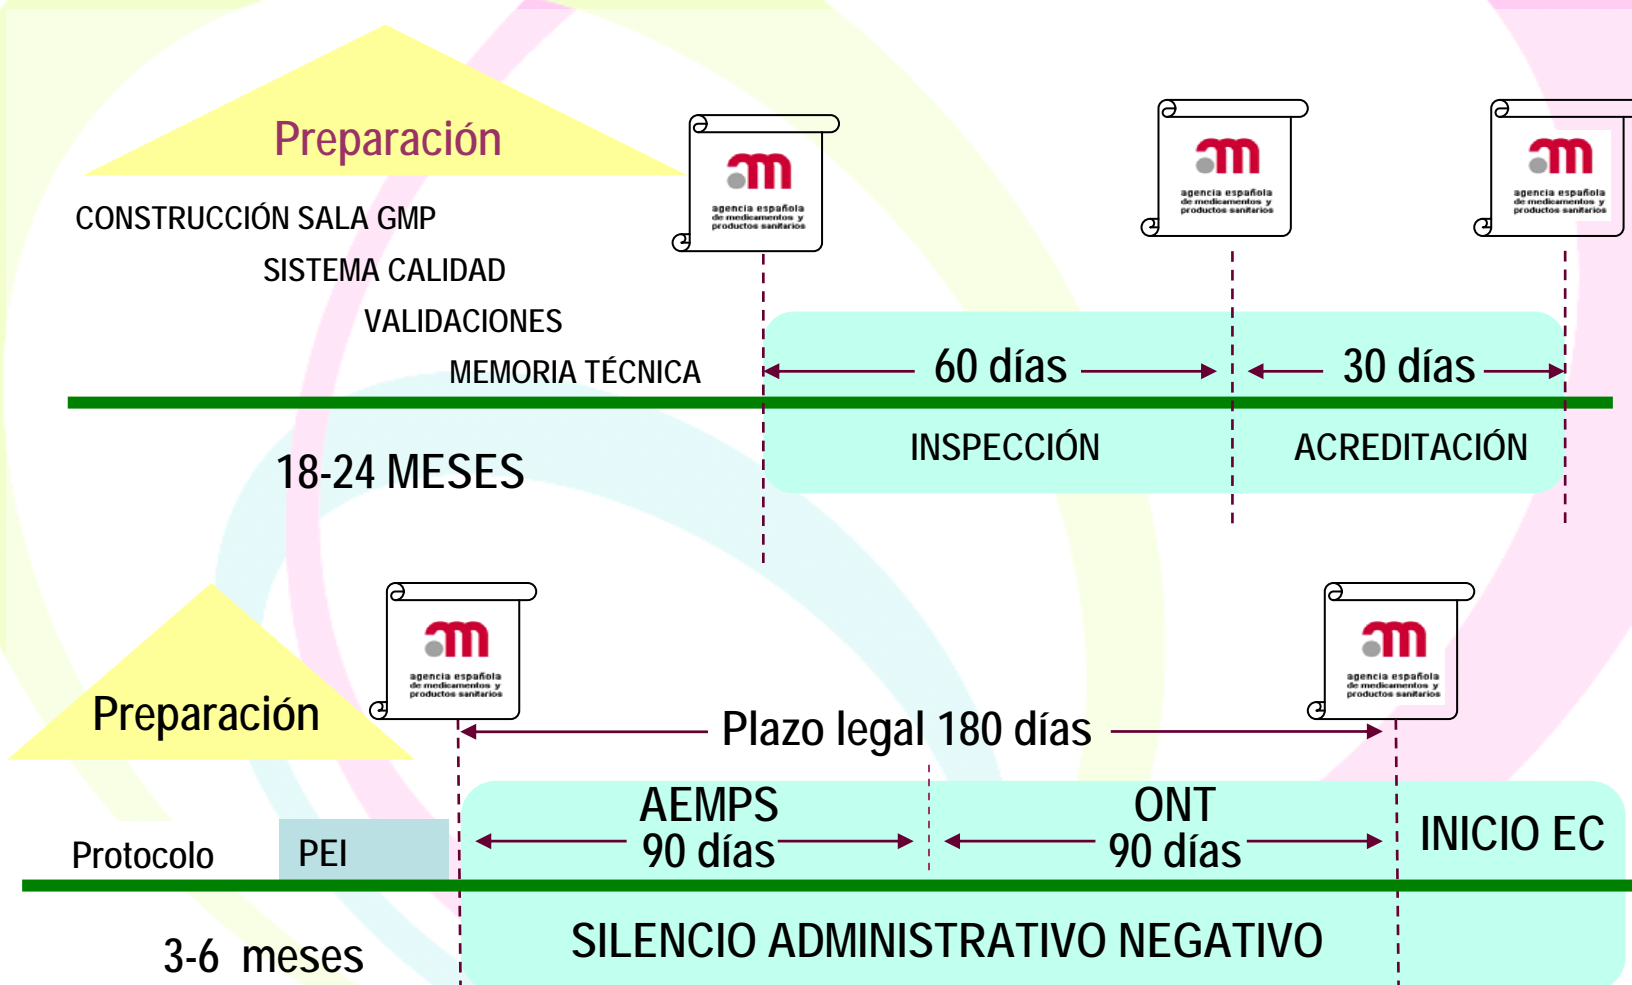 Preparación
agencia española
de medicamentos y
productos sanitarios
agencia española
de medicamentos y
productos sanitarios
agencia española
de medicamentos y
productos sanitarios
CONSTRUCCIÓN SALA GMP
SISTEMA CALIDAD
VALIDACIONES
MEMORIA TÉCNICA
60 días
30 días
INSPECCIÓN
ACREDITACIÓN
18-24 MESES
agencia española
de medicamentos y
productos sanitarios
agencia española
de medicamentos y
productos sanitarios
Preparación
Plazo legal 180 días
AEMPS
90 días
ONT
90 días
INICIO EC
Protocolo
PEI
SILENCIO ADMINISTRATIVO NEGATIVO
3-6 meses